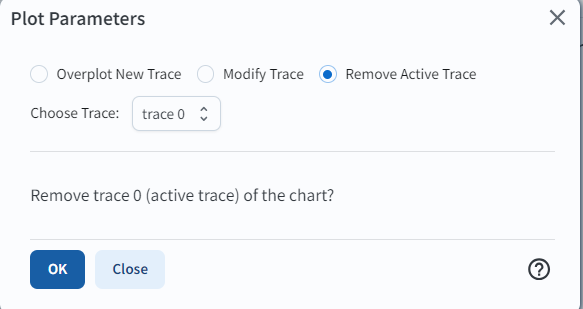 Plot Parameters
Overplot New Trace Modify Trace Remove Active Trace
Choose Trace: trace 0
Remove trace 0 (active trace) of the chart?
OK Close